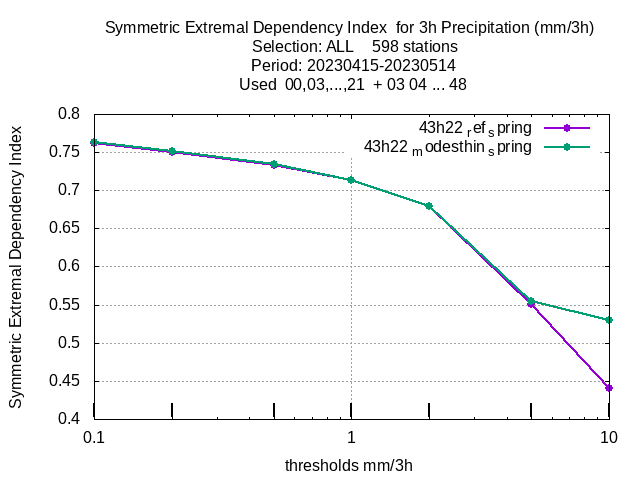 Symmetric Extremal Dependency Index  for 3h Precipitation (mm/3h)
Selection: ALL    598 stations
Period: 20230415-20230514
Used  00,03,...,21  + 03 04 ... 48
43h22 ref spring
43h22 modesthin spring
0.8
0.75
0.7
0.65
0.6
0.55
0.5
0.45
0.4
Symmetric Extremal Dependency Index
0.1
1
10
thresholds mm/3h